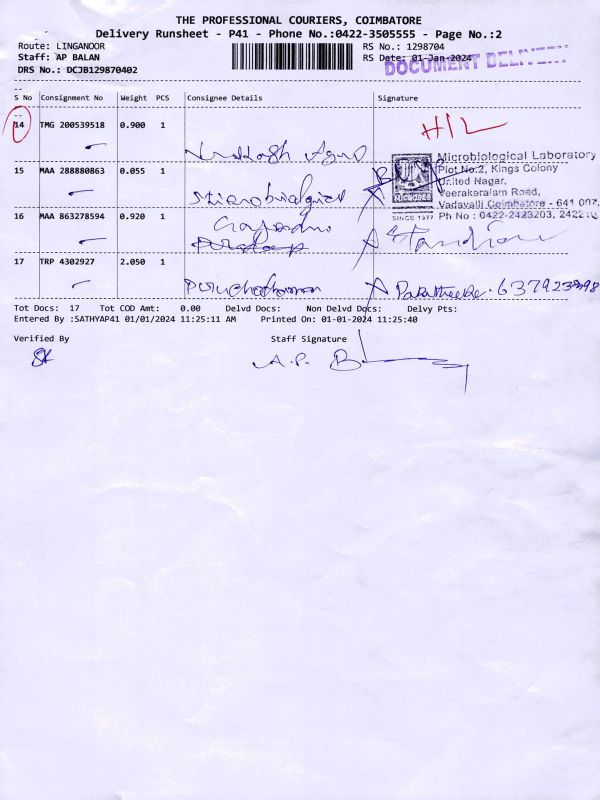 THE PROFESSIONAL COURIERS, COIMBATORE
Delivery Runsheet - P41 - Phone No.:0422-3505555 - Page No.:2
Route: LINGANOOR
RS No.: 1298704
Staff: AP BALAN
RS Date: 01-Jan-2024
DOCUMENT DELIVERY
DRS No.: DCJB129870402
S No Consignment No Weight PCS Consignee Details Signature
14 TMG 200539518 0.900 1 H/L
15 MAA 288880863 0.055 1
Microbiological Laboratory
Plot No:2, Kings Colony
United Nagar,
Veerakeralam Road,
Vadavalli Coimbatore - 641 007.
SINCE 1977 Ph No : 0422-2423203,
16 MAA 863278594 0.920 1
17 TRP 4302927 2.050 1 Purushothaman
Tot Docs: 17 Tot COD Amt: 0.00 Delvd Docs: Non Delvd Docs: Delvy Pts:
Entered By :SATHYAP41 01/01/2024 11:25:11 AM Printed On: 01-01-2024 11:25:40
Verified By Staff Signature
A.P. B